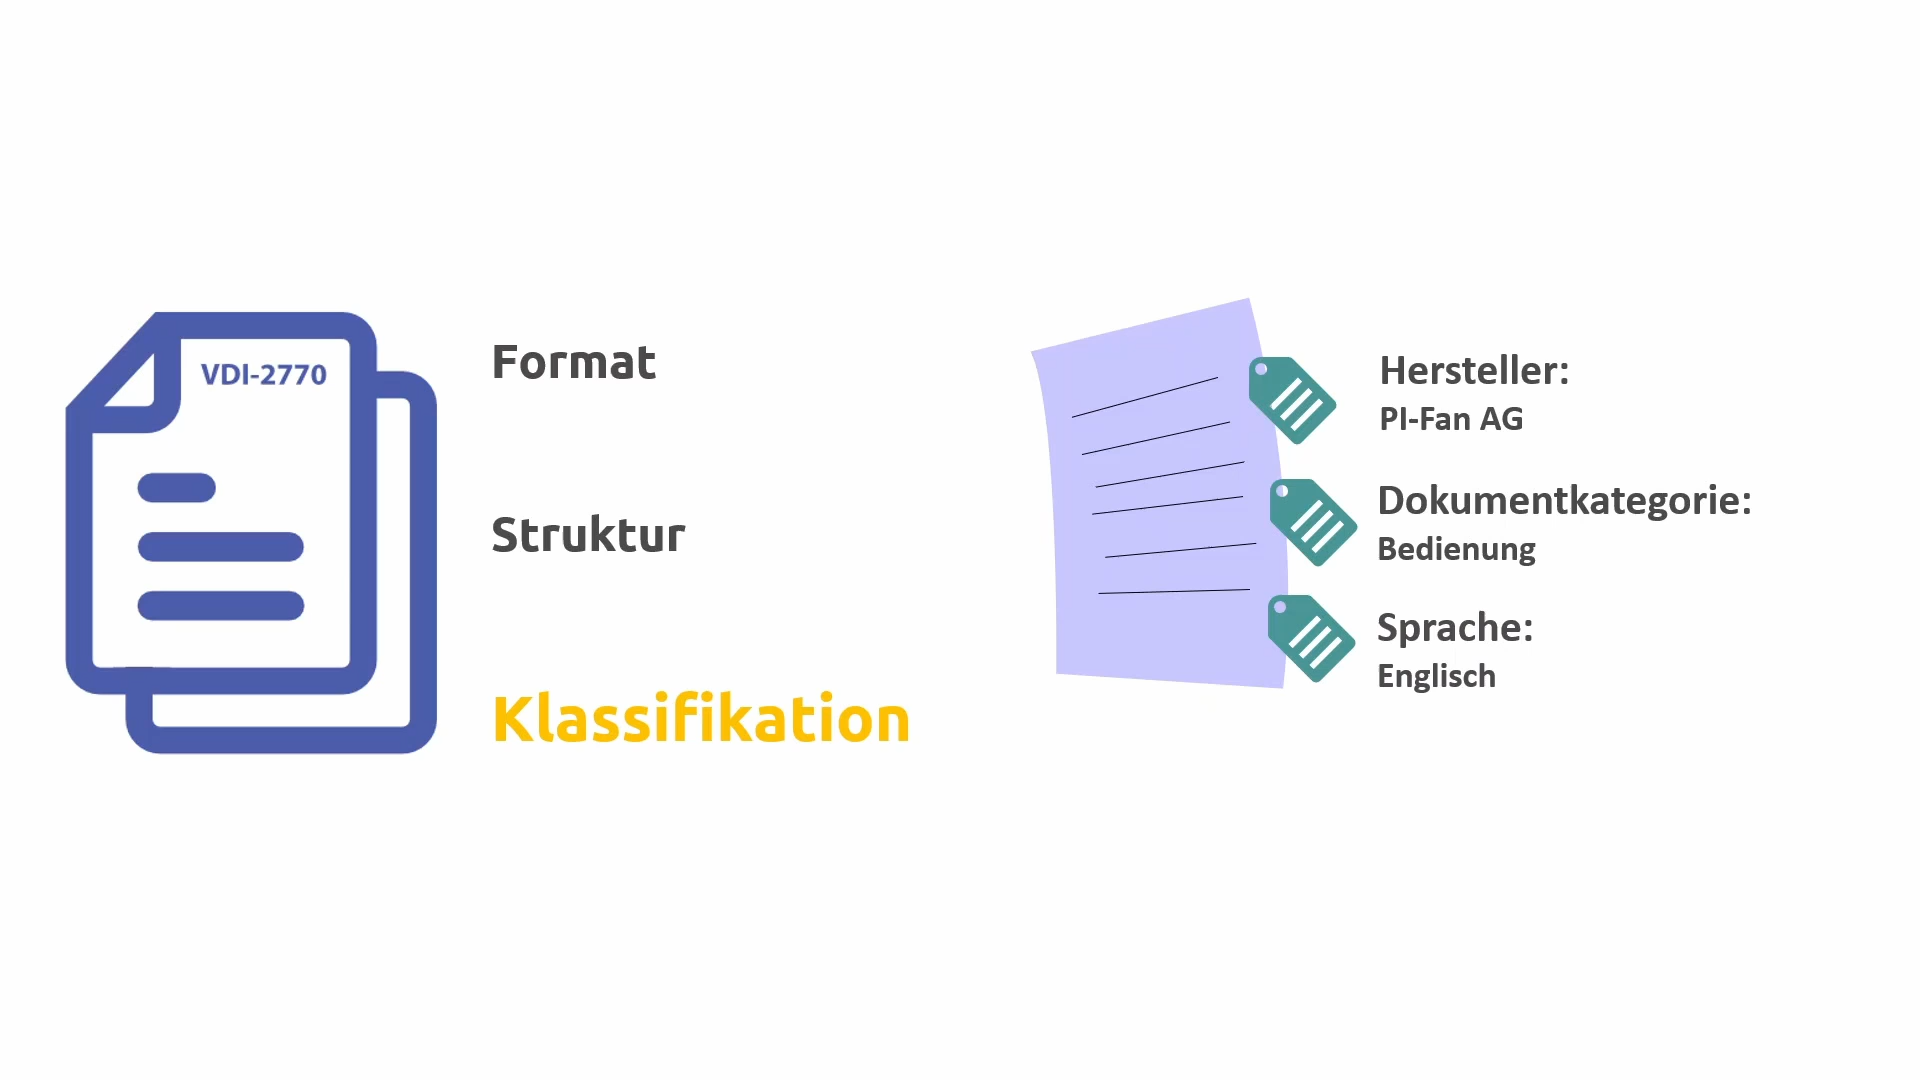 VDI-2770
Format
Struktur
Klassifikation
Hersteller:
PI-Fan AG
Dokumentkategorie:
Bedienung
Sprache:
Englisch